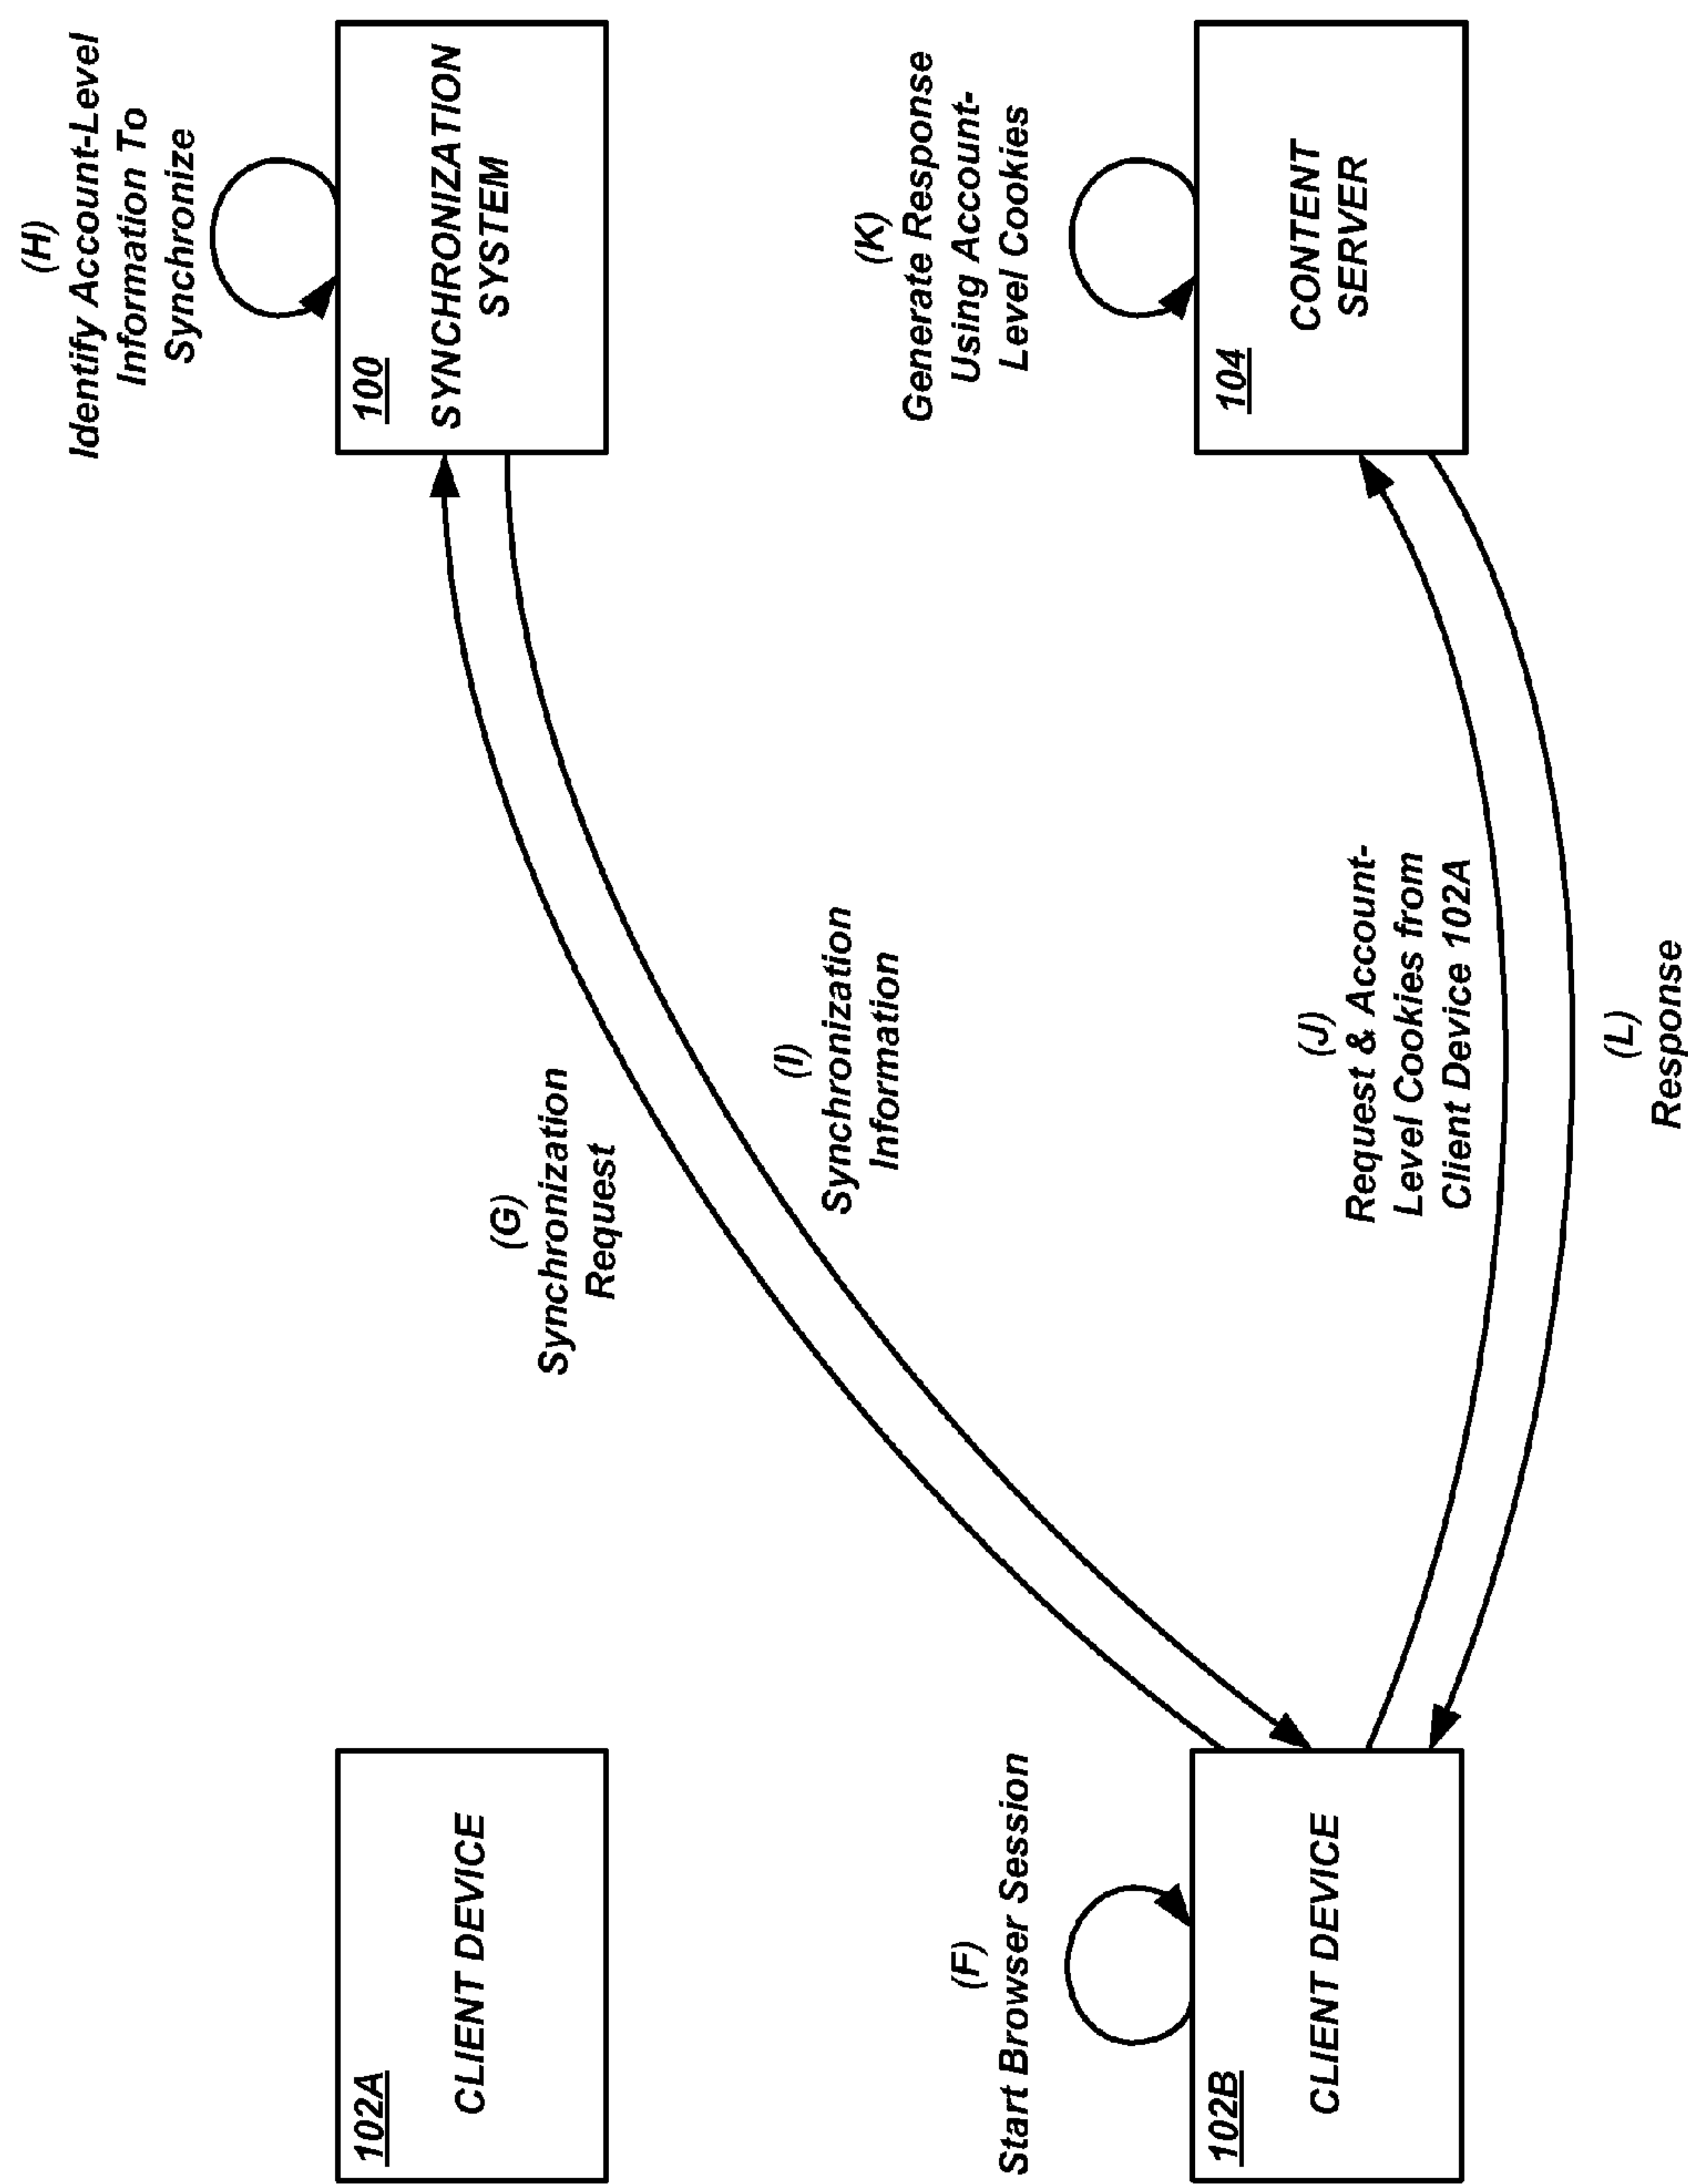 (H)
Identify Account-Level
Information To
Synchronize
102A
CLIENT DEVICE
100
SYNCHRONIZATION
SYSTEM
(G)
Synchronization
Request
(I)
Synchronization
Information
(F)
Start Browser Session
(K)
Generate Response
Using Account-
Level Cookies
102B
CLIENT DEVICE
104
CONTENT
SERVER
(J)
Request & Account-
Level Cookies from
Client Device 102A
(L)
Response